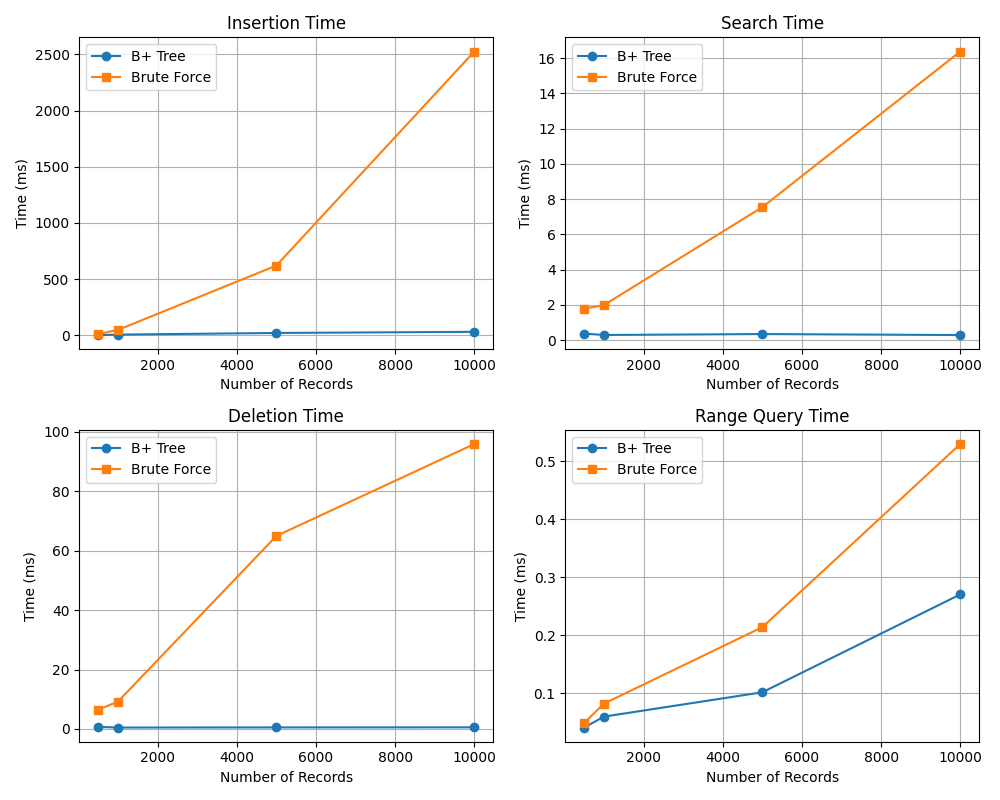 Insertion Time
B+ Tree
Brute Force
2500
2000
1500
1000
500
0
Time (ms)
2000 4000 6000 8000 10000
Number of Records
Search Time
B+ Tree
Brute Force
16
14
12
10
8
6
4
2
0
Time (ms)
2000 4000 6000 8000 10000
Number of Records
Deletion Time
B+ Tree
Brute Force
100
80
60
40
20
0
Time (ms)
2000 4000 6000 8000 10000
Number of Records
Range Query Time
B+ Tree
Brute Force
0.5
0.4
0.3
0.2
0.1
Time (ms)
2000 4000 6000 8000 10000
Number of Records